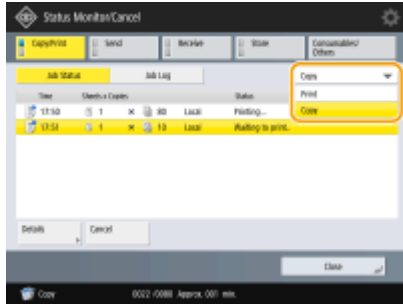 Status Monitor/Cancel
Copy/Print
Send
Receive
Store
Consumables/
Others
Job Status
Job Log
Copy
Print
Copy
Time
Sheets x Copies
Status
17:50
1 × 80
Local
Printing...
17:51
1 × 10
Local
Waiting to print.
Details
Cancel
Close
Copy
0022 /0080 Approx. 001 min.